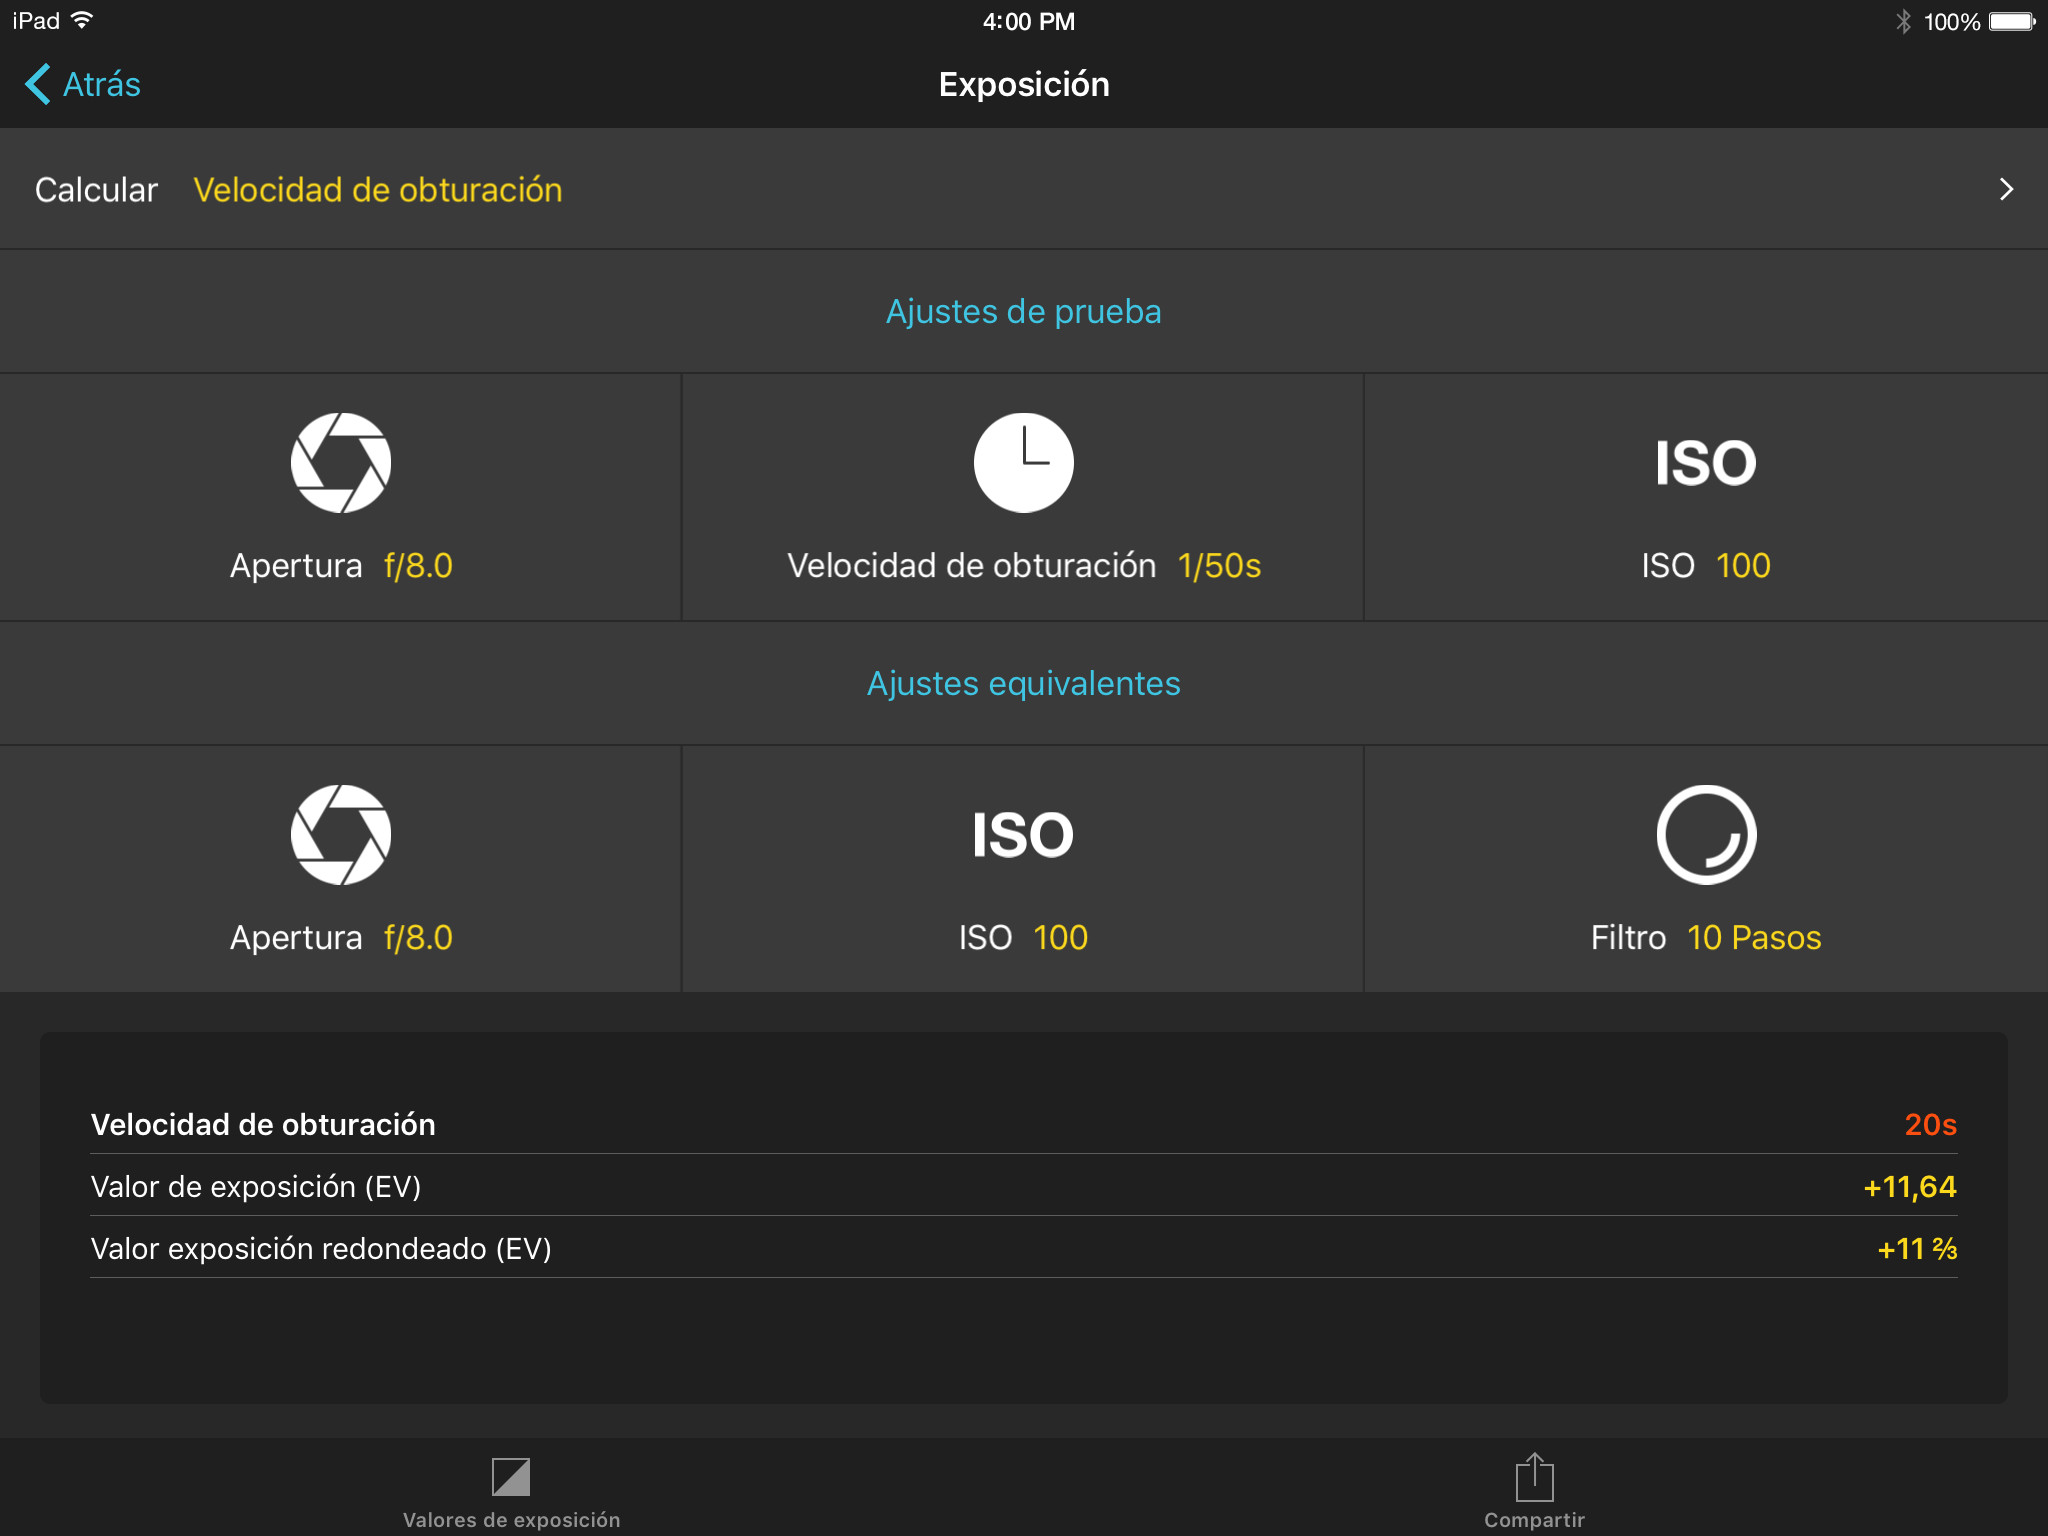 iPad 4:00 PM 100%
Atrás Exposición
Calcular Velocidad de obturación
Ajustes de prueba
ISO
Apertura f/8.0 Velocidad de obturación 1/50s ISO 100
Ajustes equivalentes
ISO
Apertura f/8.0 ISO 100 Filtro 10 Pasos
Velocidad de obturación 20s
Valor de exposición (EV) +11,64
Valor exposición redondeado (EV) +11 ⅔
Valores de exposición Compartir